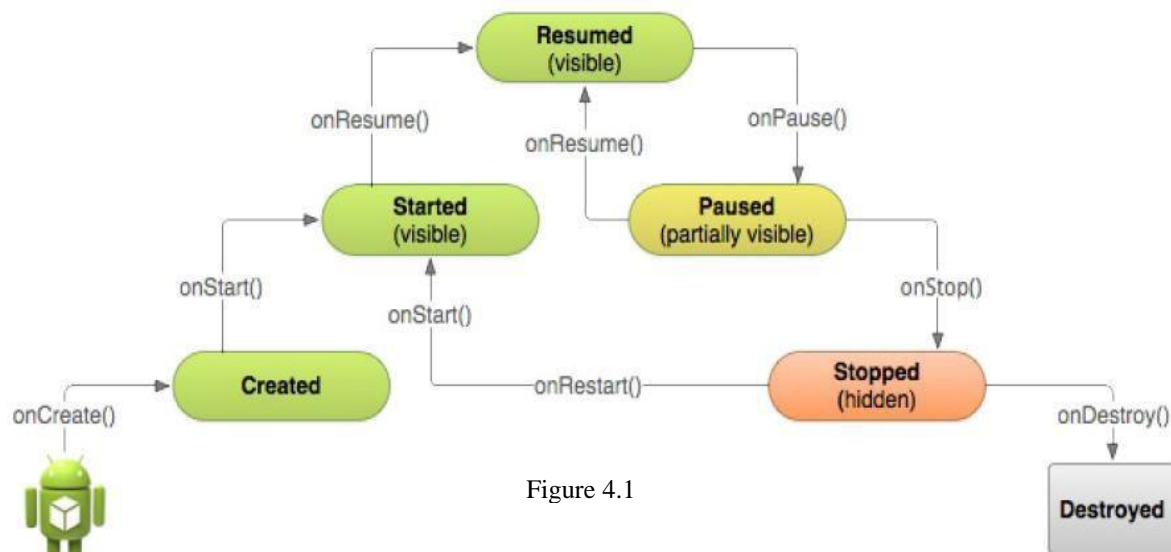 Resumed
(visible)
onResume()
onResume()
onPause()
Started
(visible)
Paused
(partially visible)
onStart()
onStart()
onStop()
Created
onRestart()
Stopped
(hidden)
onCreate()
onDestroy()
Figure 4.1
Destroyed